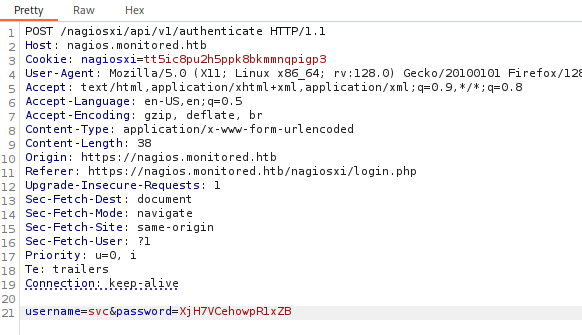 Pretty Raw Hex
1 POST /nagiosxi/api/v1/authenticate HTTP/1.1
2 Host: nagios.monitored.htb
3 Cookie: nagiosxi=tt5ic8pu2h5ppk8bkmmnqpigp3
4 User-Agent: Mozilla/5.0 (X11; Linux x86_64; rv:128.0) Gecko/20100101 Firefox/128
5 Accept: text/html,application/xhtml+xml,application/xml;q=0.9,*/*;q=0.8
6 Accept-Language: en-US,en;q=0.5
7 Accept-Encoding: gzip, deflate, br
8 Content-Type: application/x-www-form-urlencoded
9 Content-Length: 38
10 Origin: https://nagios.monitored.htb
11 Referer: https://nagios.monitored.htb/nagiosxi/login.php
12 Upgrade-Insecure-Requests: 1
13 Sec-Fetch-Dest: document
14 Sec-Fetch-Mode: navigate
15 Sec-Fetch-Site: same-origin
16 Sec-Fetch-User: ?1
17 Priority: u=0, i
18 Te: trailers
19 Connection: keep-alive
20
21 username=svc&password=XjH7VCehowpR1xZB